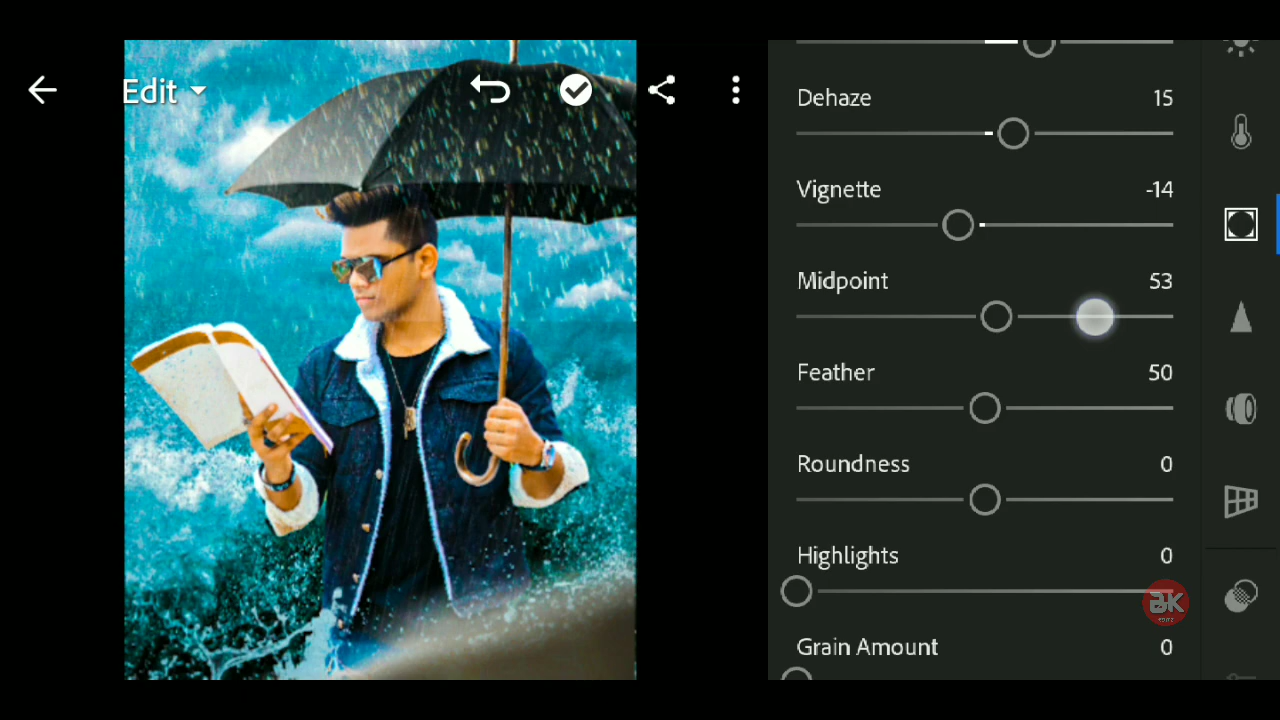 Edit
Dehaze 15
Vignette -14
Midpoint 53
Feather 50
Roundness 0
Highlights 0
BK
Grain Amount 0